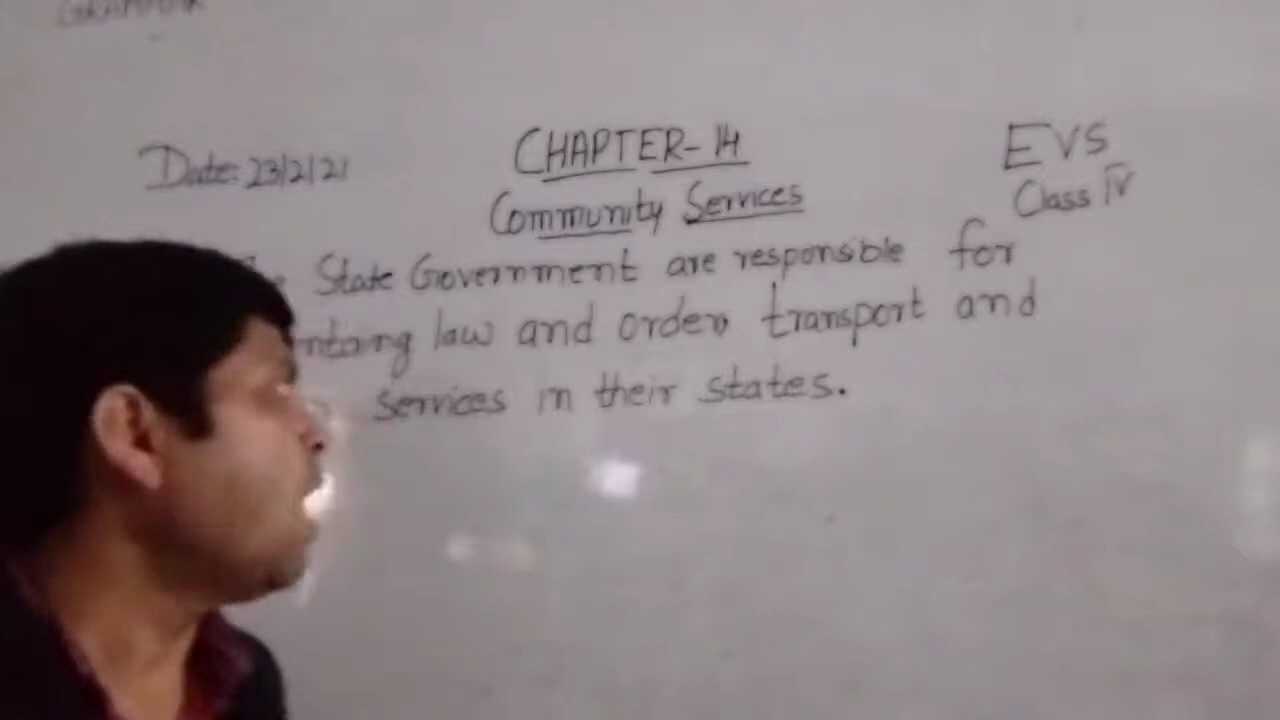 Date: 23/2/21
CHAPTER-14
EVS
Community Services
Class IV
State Government are responsible for
law and order, transport and
services in their states.